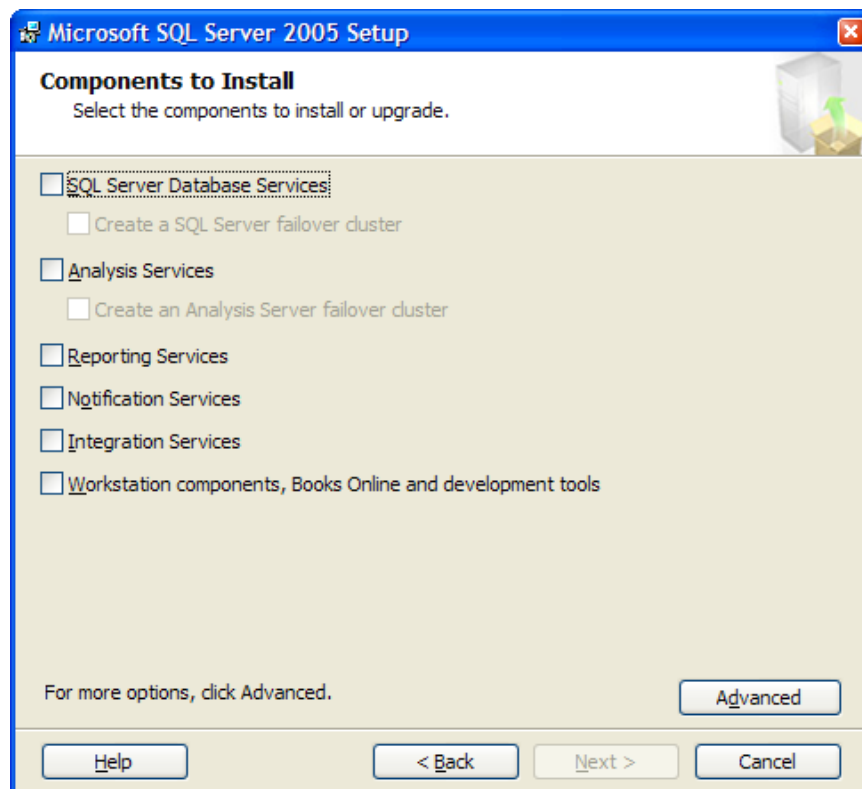 Microsoft SQL Server 2005 Setup
Components to Install
Select the components to install or upgrade.
SQL Server Database Services
Create a SQL Server failover cluster
Analysis Services
Create an Analysis Server failover cluster
Reporting Services
Notification Services
Integration Services
Workstation components, Books Online and development tools
For more options, click Advanced.
Advanced
Help
< Back
Next >
Cancel